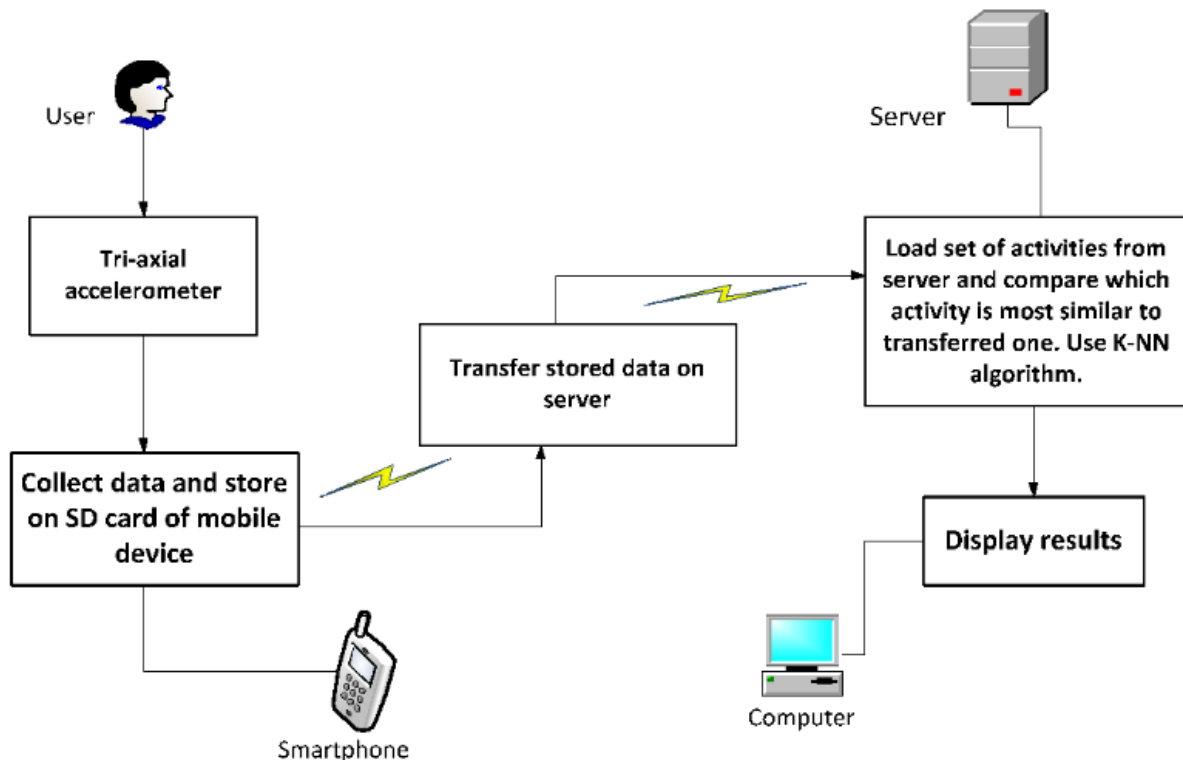 User
Server
Tri-axial
accelerometer
Load set of activities from
server and compare which
activity is most similar to
transferred one. Use K-NN
algorithm.
Transfer stored data on
server
Collect data and store
on SD card of mobile
device
Display results
Smartphone
Computer